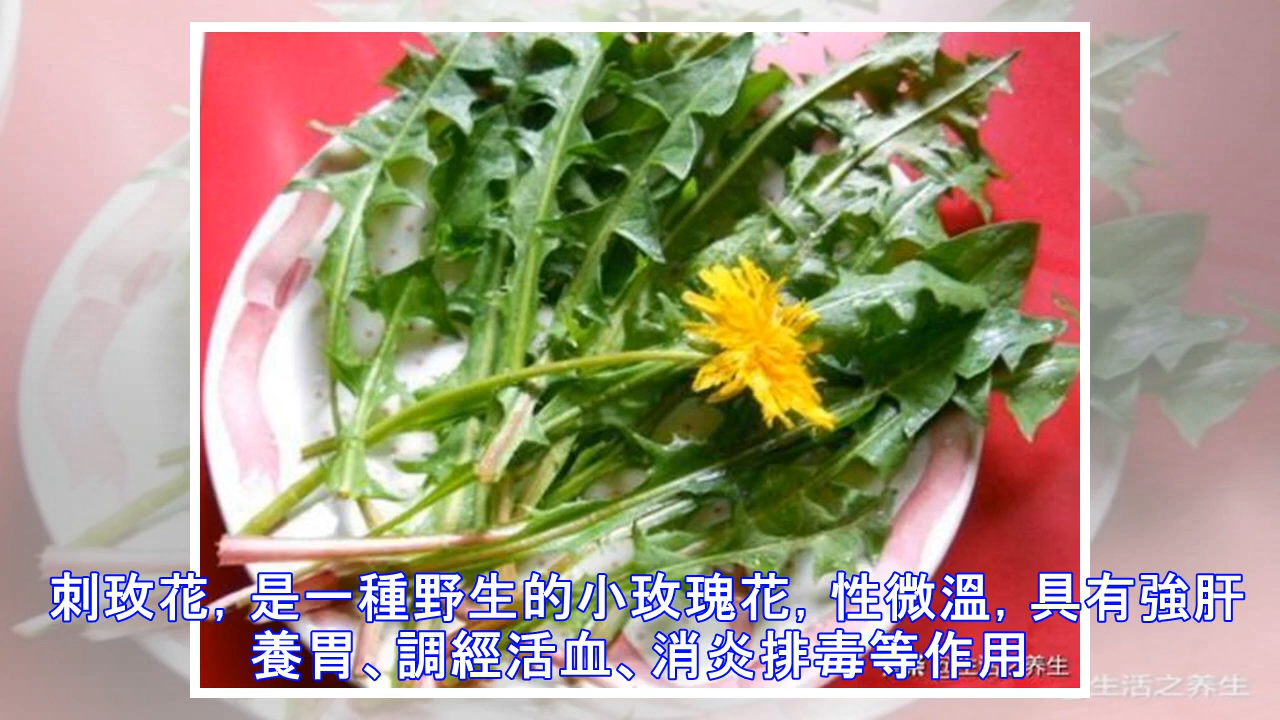 刺玫花, 是一種野生的小玫瑰花, 性微溫, 具有強肝
養胃、調經活血、消炎排毒等作用
生活之养生